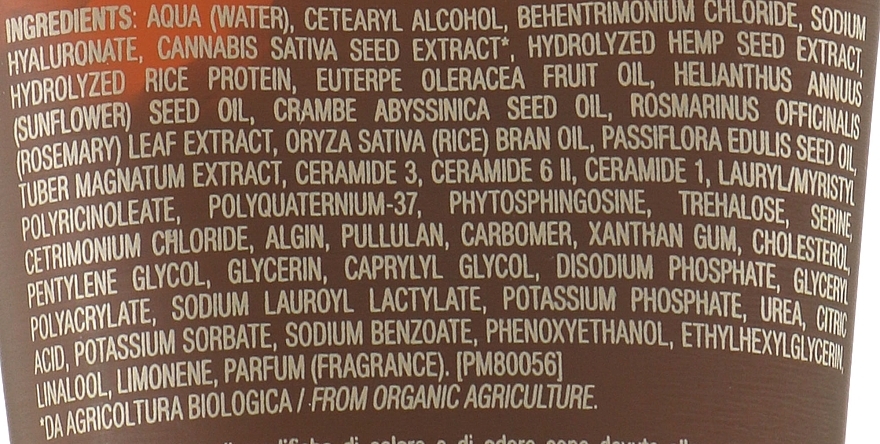 INGREDIENTS: AQUA (WATER), CETEARYL ALCOHOL, BEHENTRIMONIUM CHLORIDE, SODIUM
HYALURONATE, CANNABIS SATIVA SEED EXTRACT*, HYDROLYZED HEMP SEED EXTRACT,
HYDROLYZED RICE PROTEIN, EUTERPE OLERACEA FRUIT OIL, HELIANTHUS ANNUUS
(SUNFLOWER) SEED OIL, CRAMBE ABYSSINICA SEED OIL, ROSMARINUS OFFICINALIS
(ROSEMARY) LEAF EXTRACT, ORYZA SATIVA (RICE) BRAN OIL, PASSIFLORA EDULIS SEED OIL,
TUBER MAGNATUM EXTRACT, CERAMIDE 3, CERAMIDE 6 II, CERAMIDE 1, LAURYL/MYRISTYL
POLYRICINOLEATE, POLYQUATERNIUM-37, PHYTOSPHINGOSINE, TREHALOSE, SERINE,
CETRIMONIUM CHLORIDE, ALGIN, PULLULAN, CARBOMER, XANTHAN GUM, CHOLESTEROL,
PENTYLENE GLYCOL, GLYCERIN, CAPRYLYL GLYCOL, DISODIUM PHOSPHATE, GLYCERYL
POLYACRYLATE, SODIUM LAUROYL LACTYLATE, POTASSIUM PHOSPHATE, UREA, CITRIC
ACID, POTASSIUM SORBATE, SODIUM BENZOATE, PHENOXYETHANOL, ETHYLHEXYLGLYCERIN,
LINALOOL, LIMONENE, PARFUM (FRAGRANCE). [PM80056]
*DA AGRICOLTURA BIOLOGICA / FROM ORGANIC AGRICULTURE.
di colore o di odore sono